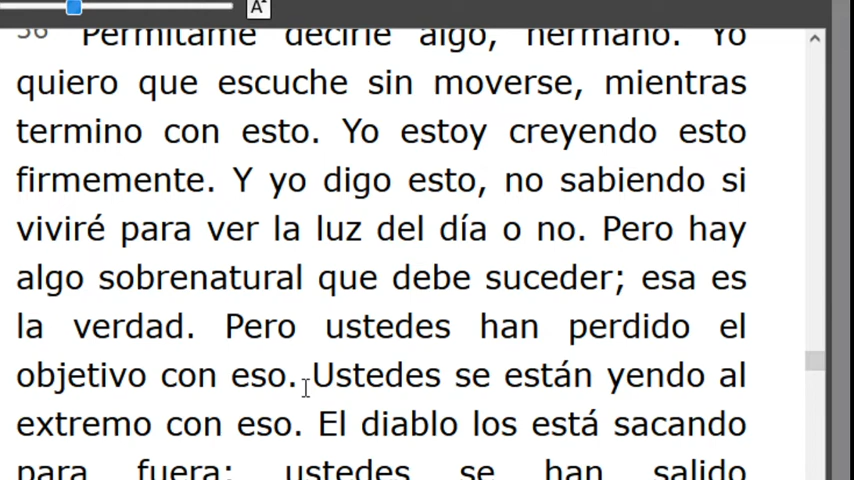 A
36 Permítame decirle algo, hermano. Yo
quiero que escuche sin moverse, mientras
termino con esto. Yo estoy creyendo esto
firmemente. Y yo digo esto, no sabiendo si
viviré para ver la luz del día o no. Pero hay
algo sobrenatural que debe suceder; esa es
la verdad. Pero ustedes han perdido el
objetivo con eso. Ustedes se están yendo al
extremo con eso. El diablo los está sacando
para fuera; ustedes se han salido